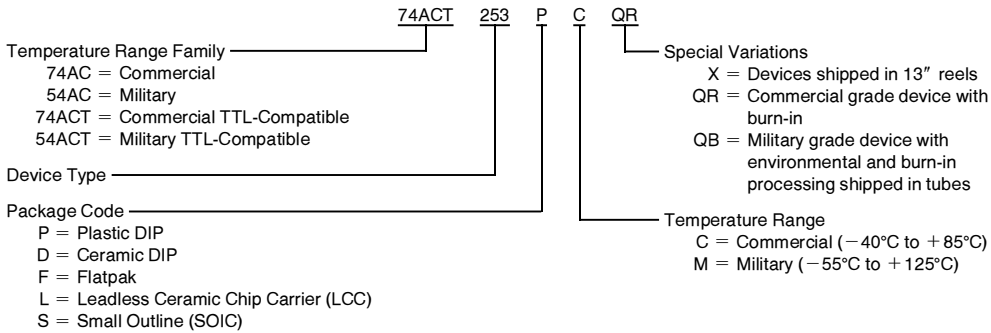 74ACT 253 P C QR
Temperature Range Family
74AC = Commercial
54AC = Military
74ACT = Commercial TTL-Compatible
54ACT = Military TTL-Compatible
Device Type
Package Code
P = Plastic DIP
D = Ceramic DIP
F = Flatpak
L = Leadless Ceramic Chip Carrier (LCC)
S = Small Outline (SOIC)
Special Variations
X = Devices shipped in 13″ reels
QR = Commercial grade device with
burn-in
QB = Military grade device with
environmental and burn-in
processing shipped in tubes
Temperature Range
C = Commercial (−40°C to +85°C)
M = Military (−55°C to +125°C)